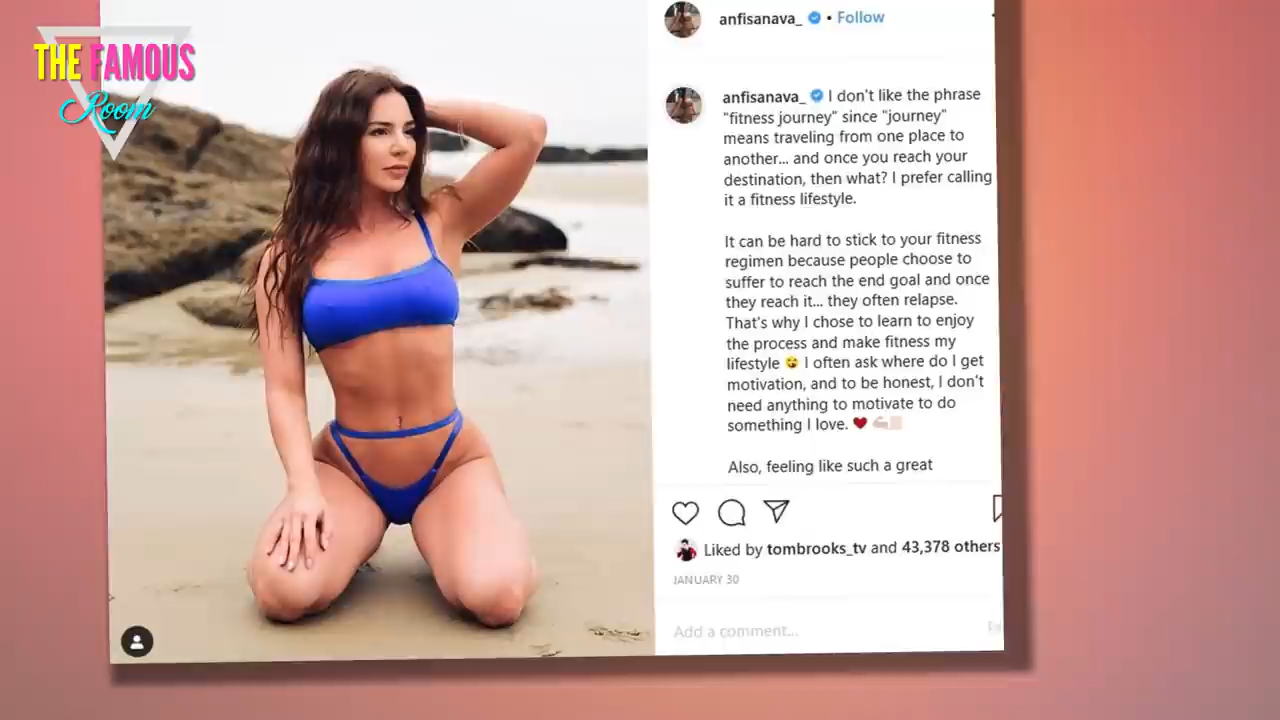 THE FAMOUS
Room
anfisanava_ • Follow
anfisanava_ I don't like the phrase
"fitness journey" since "journey"
means traveling from one place to
another... and once you reach your
destination, then what? I prefer calling
it a fitness lifestyle.
It can be hard to stick to your fitness
regimen because people choose to
suffer to reach the end goal and once
they reach it... they often relapse.
That's why I chose to learn to enjoy
the process and make fitness my
lifestyle 😝 I often ask where do I get
motivation, and to be honest, I don't
need anything to motivate to do
something I love. ❤️ 💪🏻
Also, feeling like such a great
Liked by tombrooks_tv and 43,378 others
JANUARY 30
Add a comment...